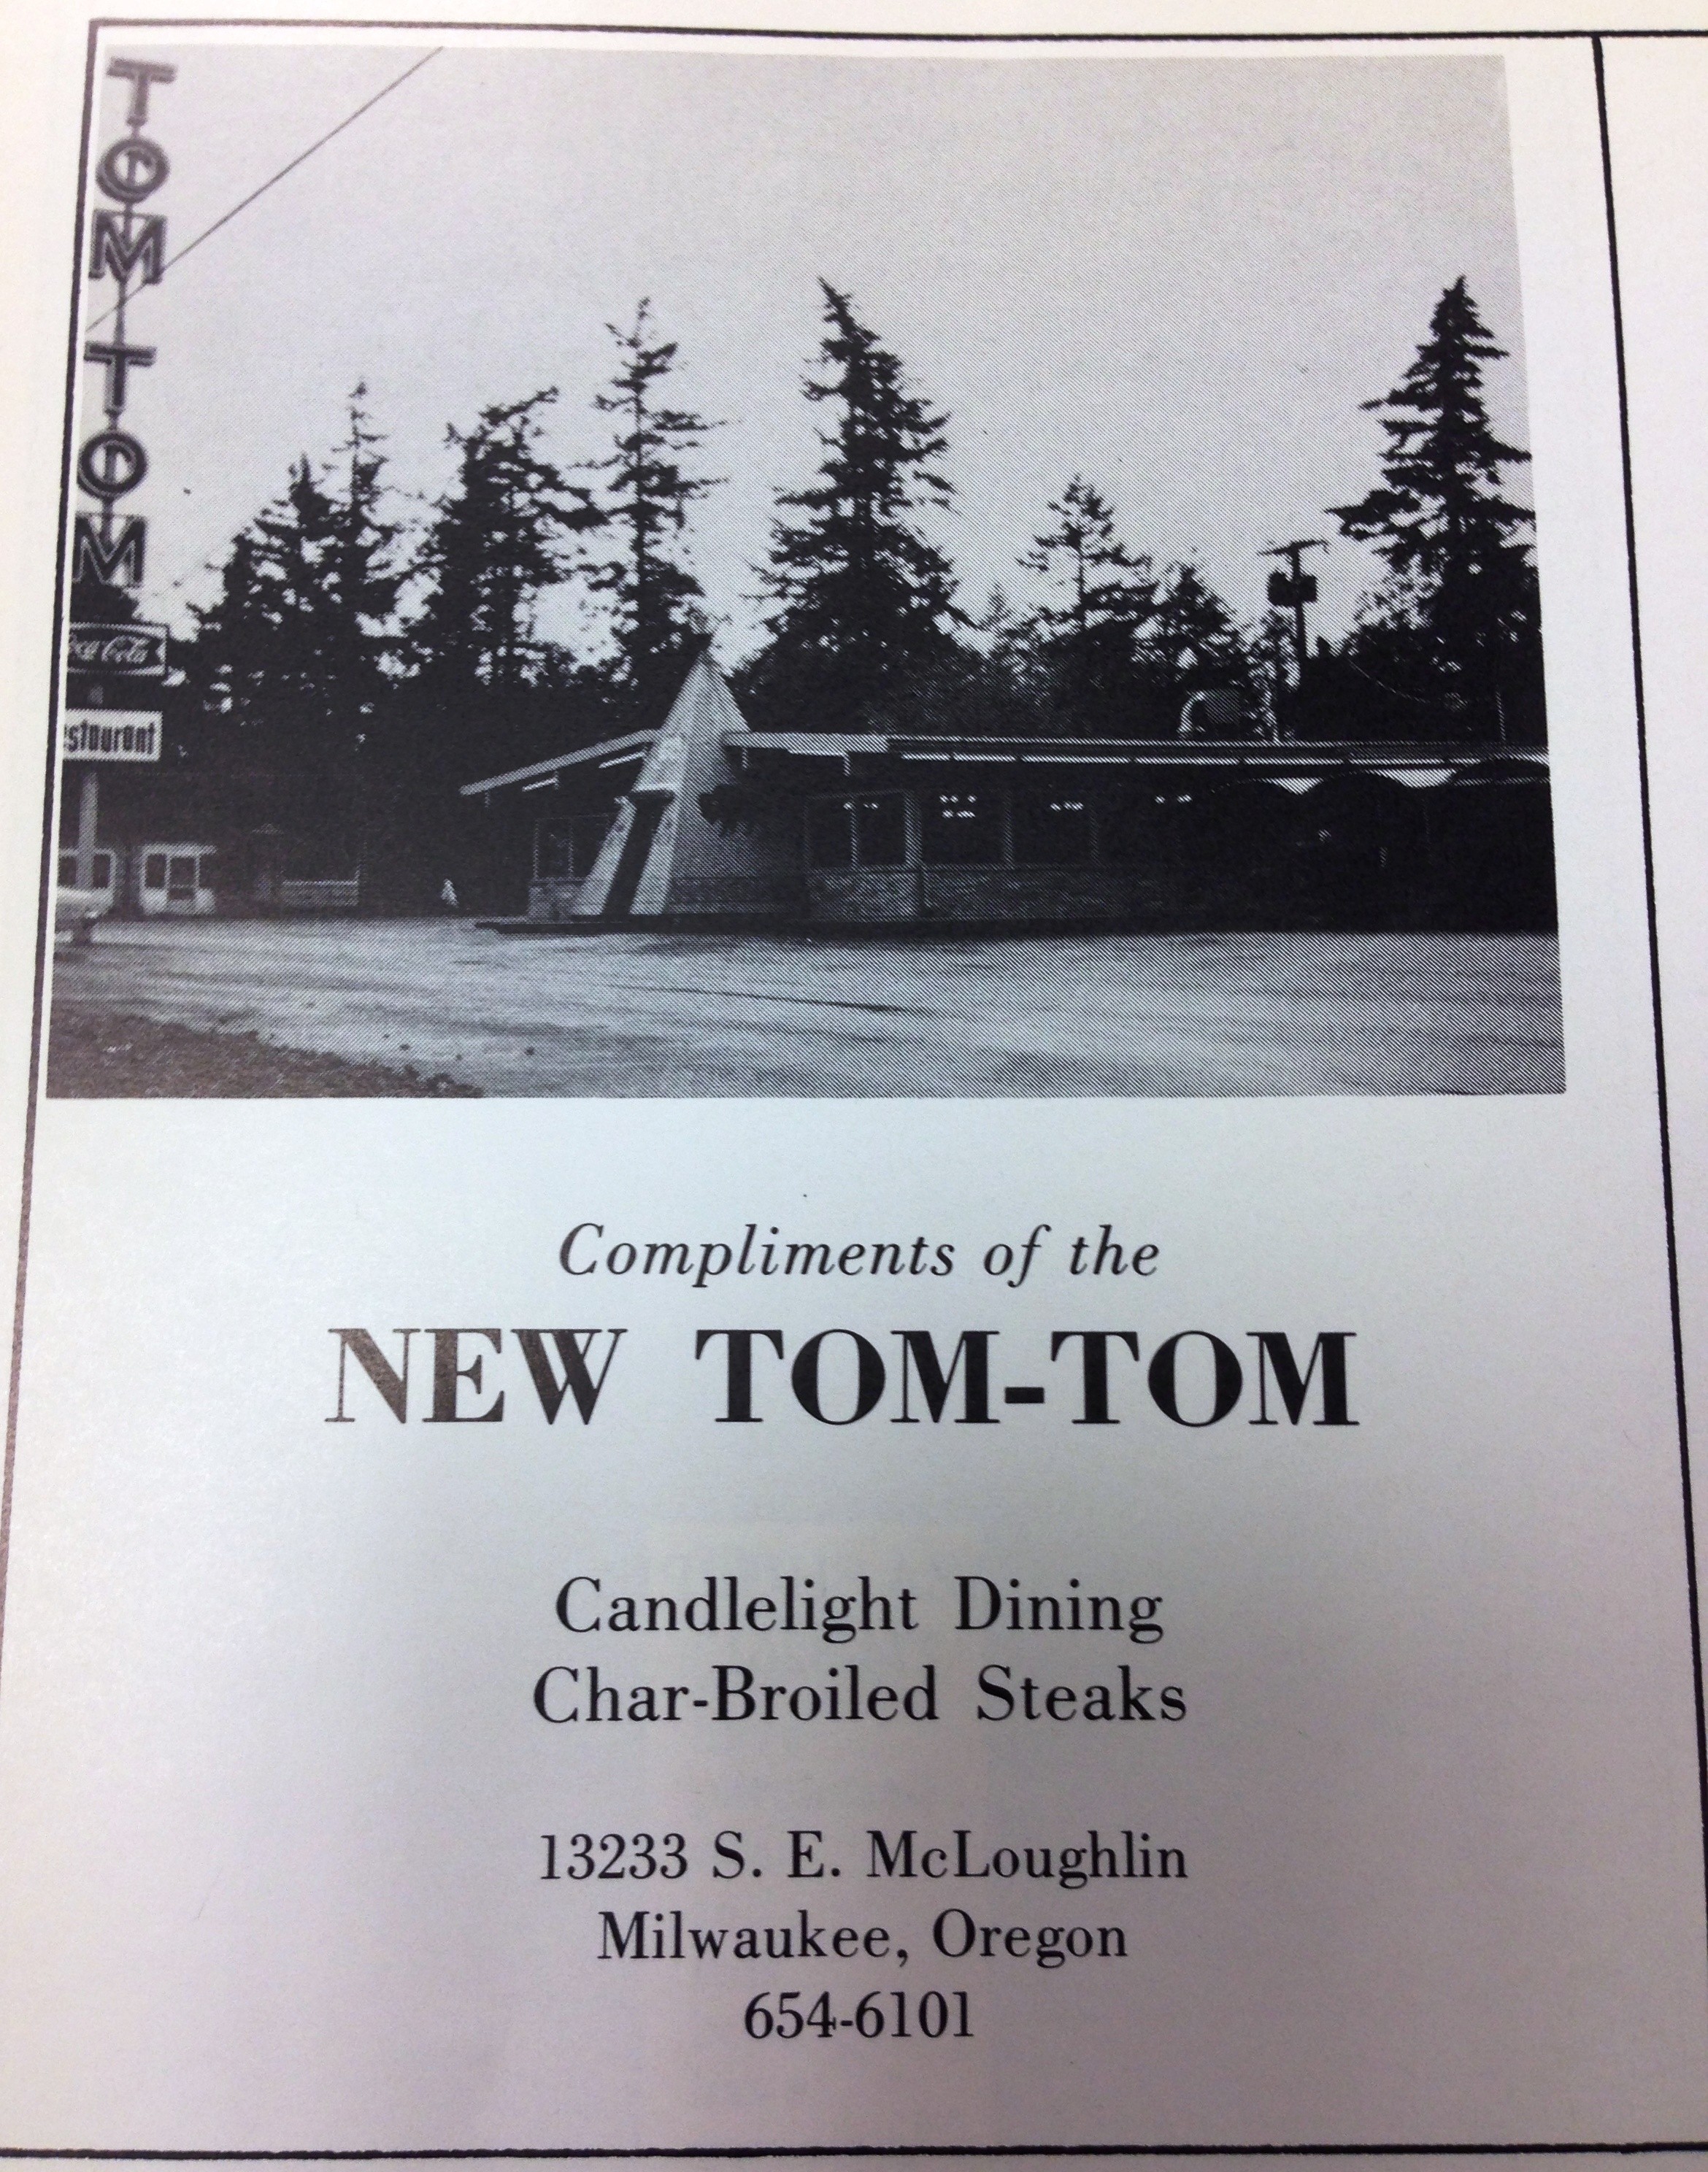 TOM TOM
Coca Cola
estaurant
Compliments of the
NEW TOM-TOM
Candlelight Dining
Char-Broiled Steaks
13233 S. E. McLoughlin
Milwaukee, Oregon
654-6101